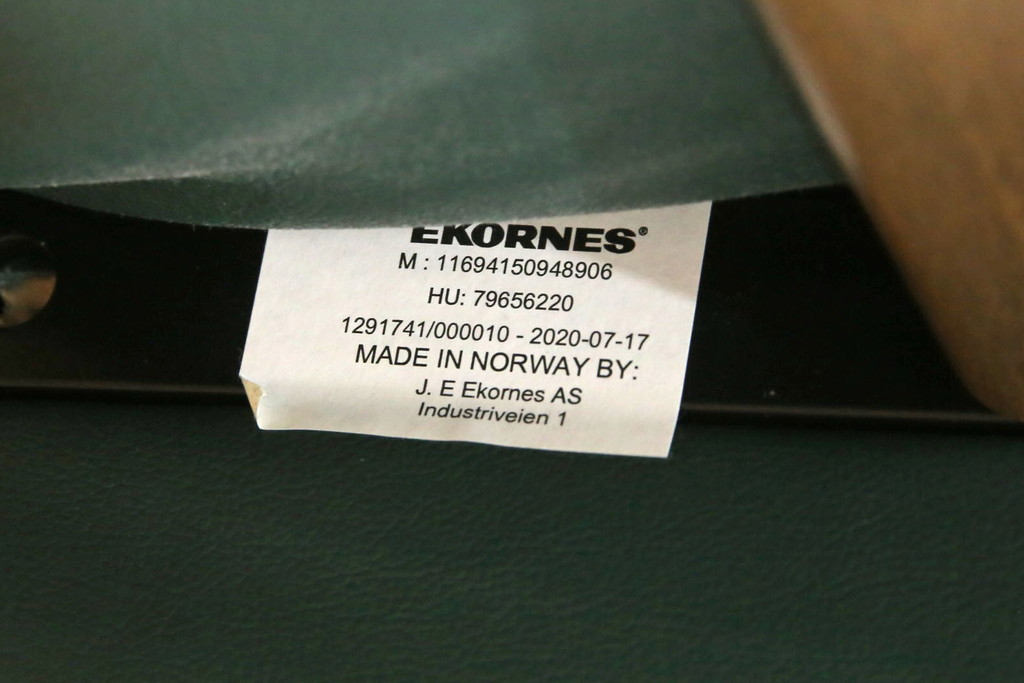 EKORNES®
M : 11694150948906
HU: 79656220
1291741/000010 - 2020-07-17
MADE IN NORWAY BY:
J. E Ekornes AS
Industriveien 1